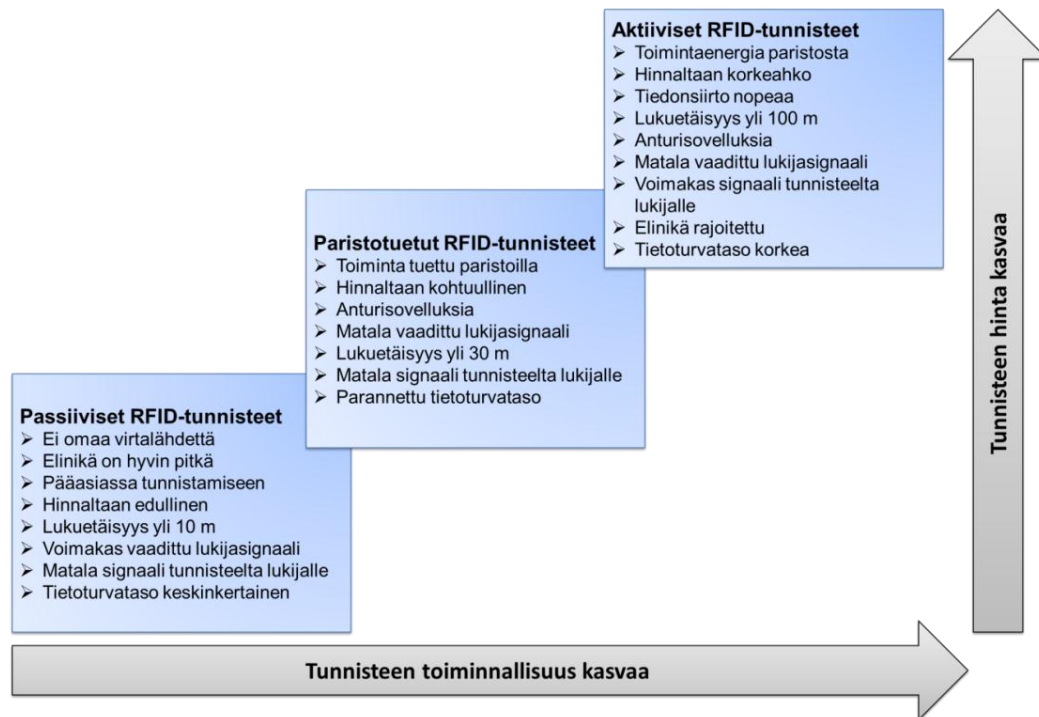 Aktiiviset RFID-tunnisteet
➢ Toimintaenergia paristosta
➢ Hinnaltaan korkeahko
➢ Tiedonsiirto nopeaa
➢ Lukuetäisyys yli 100 m
➢ Anturisovelluksia
➢ Matala vaadittu lukijasignaali
➢ Voimakas signaali tunnisteelta
lukijalle
➢ Elinikä rajoitettu
➢ Tietoturvataso korkea
Paristotuetut RFID-tunnisteet
➢ Toiminta tuettu paristoilla
➢ Hinnaltaan kohtuullinen
➢ Anturisovelluksia
➢ Matala vaadittu lukijasignaali
➢ Lukuetäisyys yli 30 m
➢ Matala signaali tunnisteelta lukijalle
➢ Parannettu tietoturvataso
Passiiviset RFID-tunnisteet
➢ Ei omaa virtalähdettä
➢ Elinikä on hyvin pitkä
➢ Pääasiassa tunnistamiseen
➢ Hinnaltaan edullinen
➢ Lukuetäisyys yli 10 m
➢ Voimakas vaadittu lukijasignaali
➢ Matala signaali tunnisteelta lukijalle
➢ Tietoturvataso keskinkertainen
Tunnisteen hinta kasvaa
Tunnisteen toiminnallisuus kasvaa